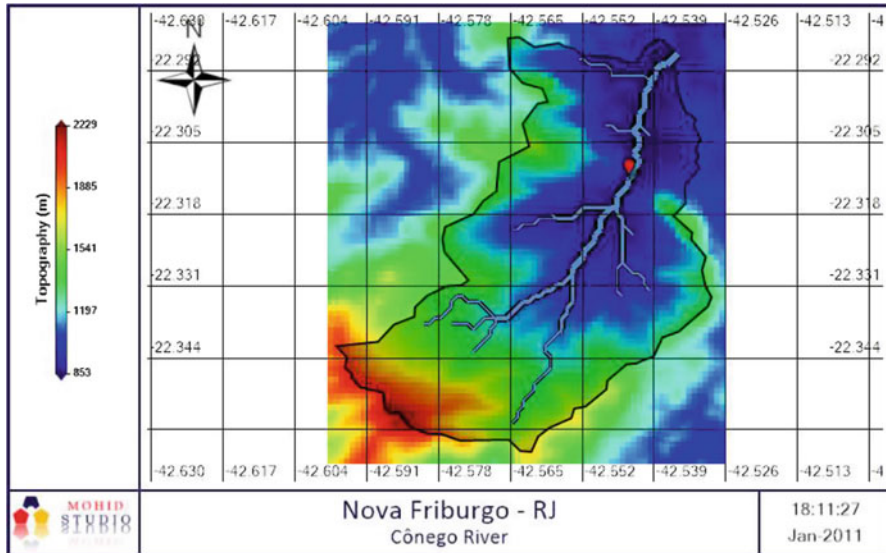 -42.630 -42.617 -42.604 -42.591 -42.578 -42.565 -42.552 -42.539 -42.526 -42.513 -4
N
-22.292 -22.292
-22.305 -22.305
-22.318 -22.318
-22.331 -22.331
-22.344 -22.344
-42.630 -42.617 -42.604 -42.591 -42.578 -42.565 -42.552 -42.539 -42.526 -42.513 -4
Topography (m)
2229
1885
1541
1197
853
MOHID
STUDIO
Nova Friburgo - RJ
Cônego River
18:11:27
Jan-2011